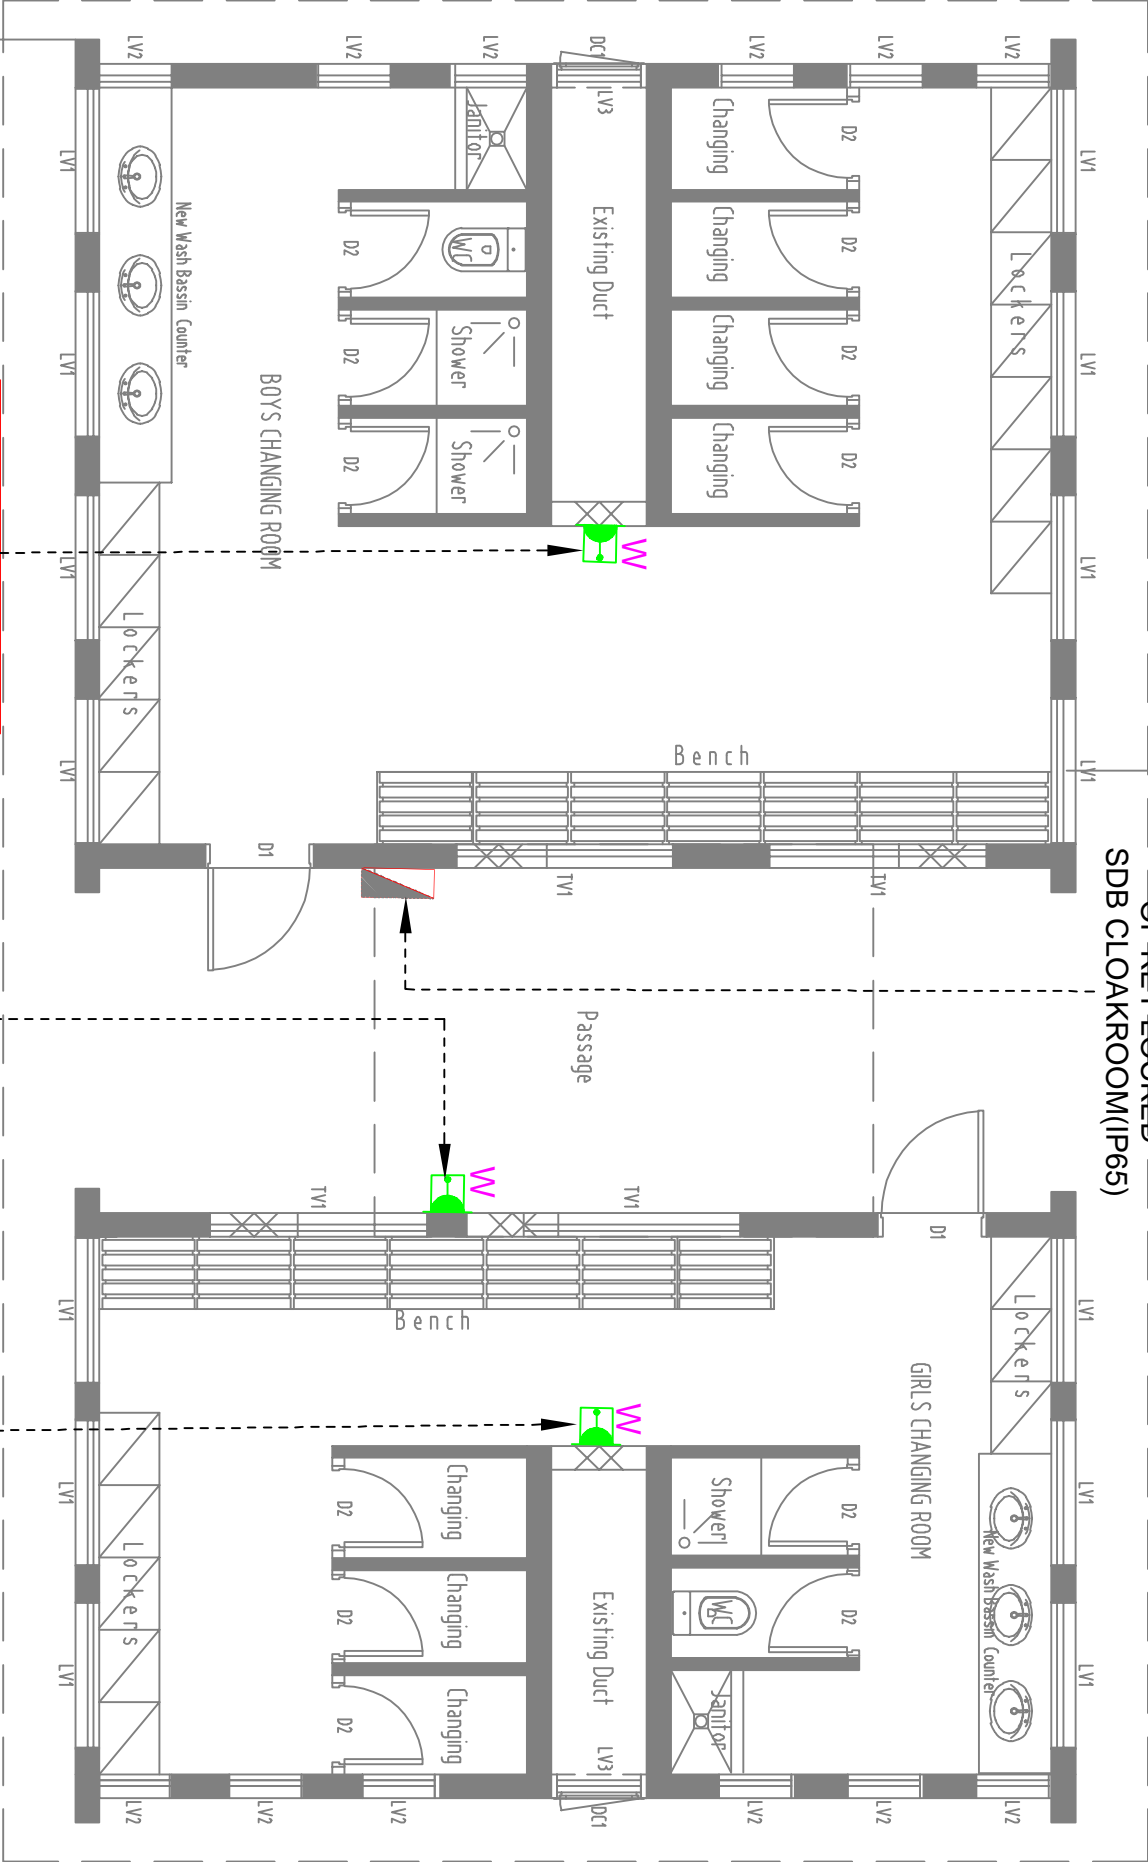 LV2
LV2
LV2
DC1
LV2
LV2
LV2
LV3
Janitor
Changing
D2
LV1
LV1
New Wash Bassin Counter
D2
WC
Existing Duct
Changing
D2
Lockers
LV1
LV1
D2
Shower
Changing
D2
BOYS CHANGING ROOM
D2
Shower
Changing
D2
LV1
W
LV1
Lockers
Bench
LV1
LV1
D1
TV1
TV1
SDB CLOAKROOM(IP65)
Passage
W
TV1
TV1
D1
LV1
Bench
Lockers
LV1
GIRLS CHANGING ROOM
W
LV1
D2
Changing
Shower
D2
LV1
New Wash Bassin Counter
Lockers
D2
Changing
Existing Duct
WC
D2
LV1
LV1
D2
Changing
Janitor
LV3
LV2
LV2
LV2
DC1
LV2
LV2
LV2